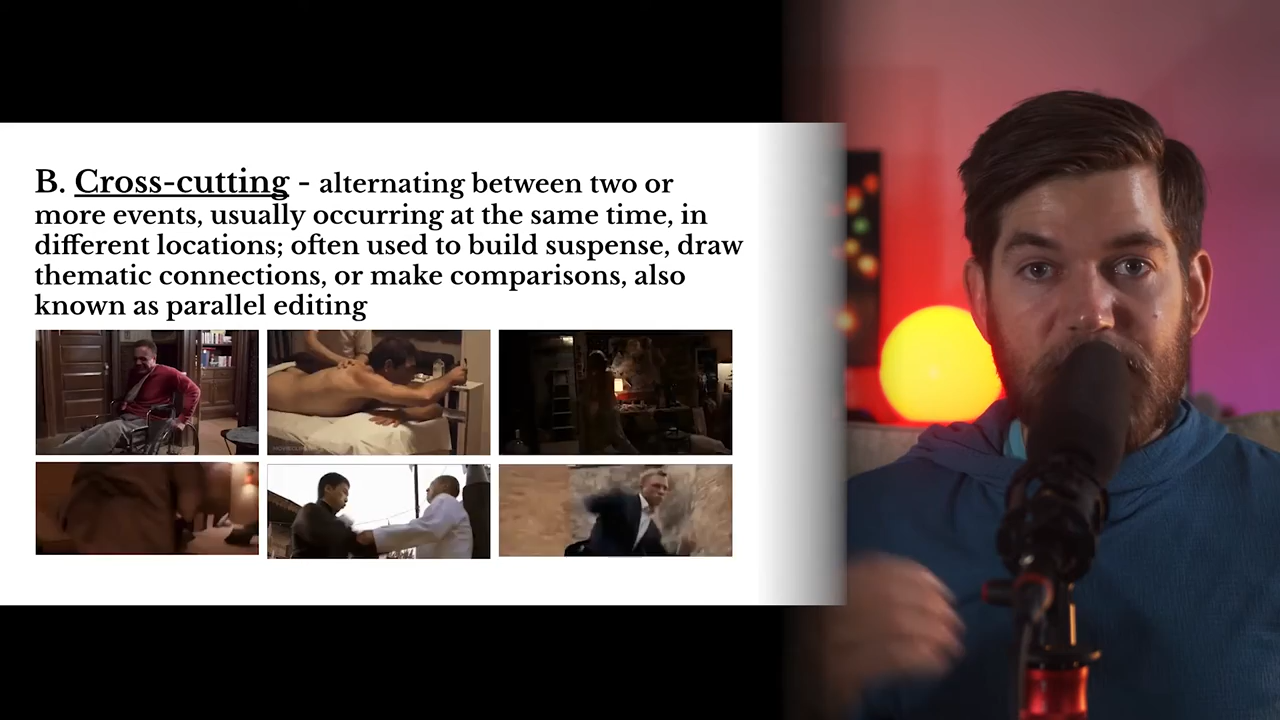 B. Cross-cutting - alternating between two or
more events, usually occurring at the same time, in
different locations; often used to build suspense, draw
thematic connections, or make comparisons, also
known as parallel editing